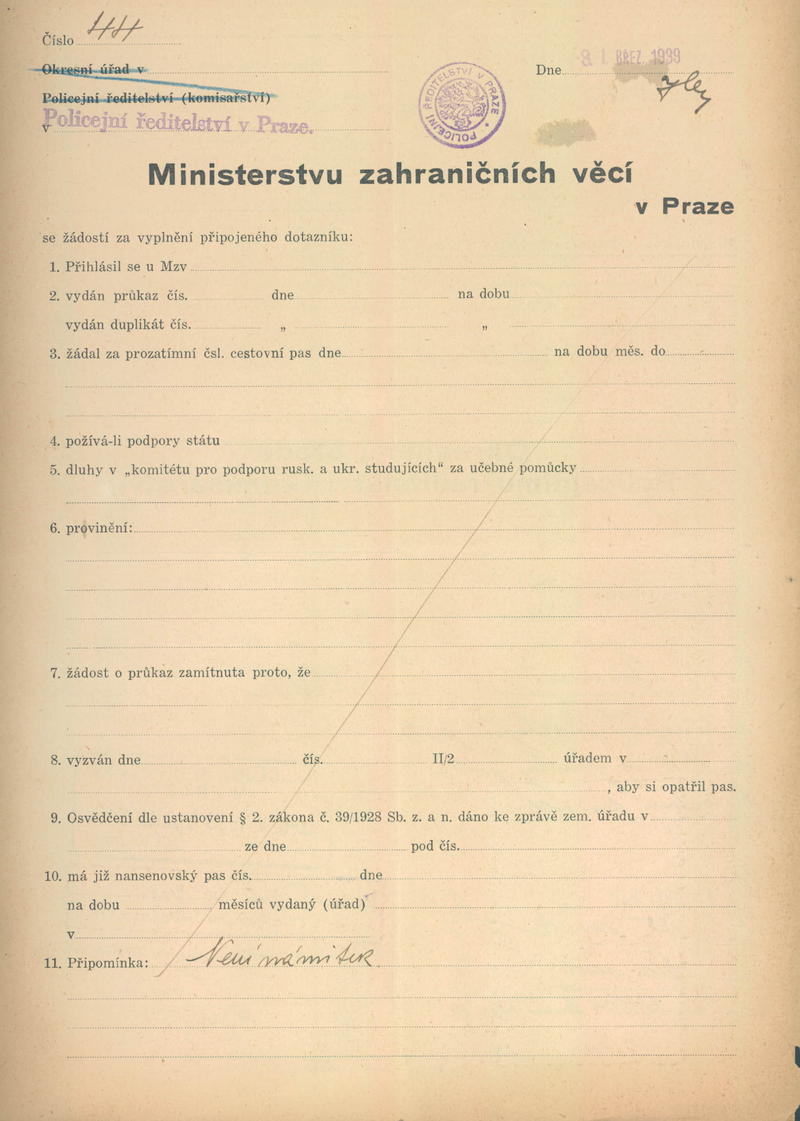 Číslo
Okresní úřad v
Dne 31. BŘEZ. 1939
Policejní ředitelství (komisařství)
v Policejní ředitelství v Praze.
POLICEJNÍ ŘEDITELSTVÍ V PRAZE
Ministerstvu zahraničních věcí
v Praze
se žádostí za vyplnění připojeného dotazníku:
1. Přihlásil se u Mzv
2. vydán průkaz čís. dne na dobu
vydán duplikát čís. „ „
3. žádal za prozatímní čsl. cestovní pas dne na dobu měs. do
4. požívá-li podpory státu
5. dluhy v „komitétu pro podporu rusk. a ukr. studujících“ za učebné pomůcky
6. provinění:
7. žádost o průkaz zamítnuta proto, že
8. vyzván dne čís. II/2 úřadem v
, aby si opatřil pas.
9. Osvědčení dle ustanovení § 2. zákona č. 39/1928 Sb. z. a n. dáno ke zprávě zem. úřadu v
ze dne pod čís.
10. má již nansenovský pas čís. dne
na dobu měsíců vydaný (úřad)
v
11. Připomínka: Není námitek